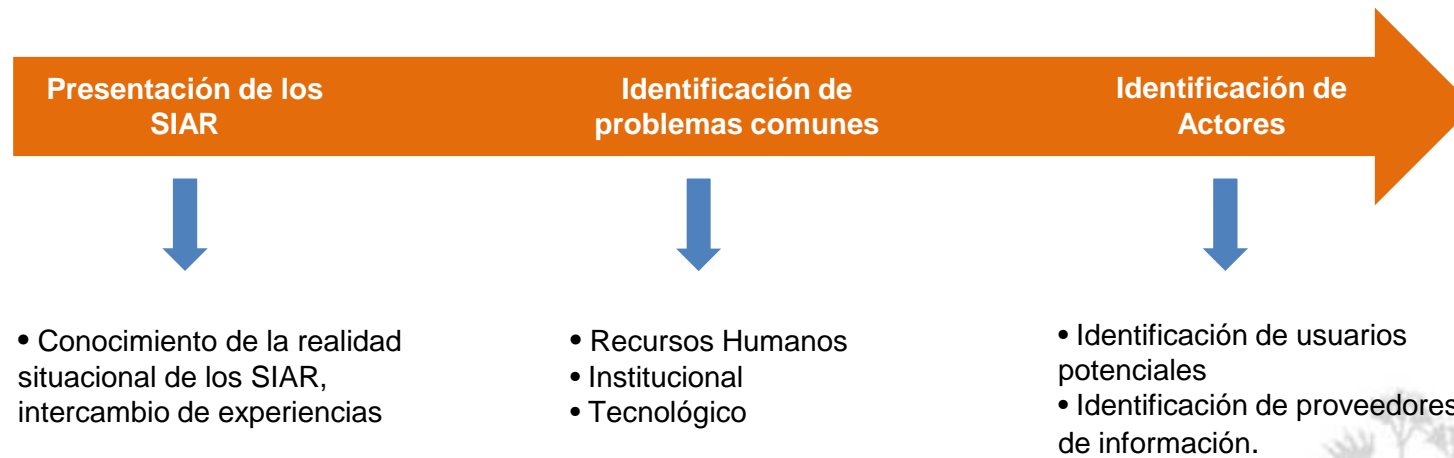 Presentación de los
SIAR
Identificación de
problemas comunes
Identificación de
Actores
• Conocimiento de la realidad
situacional de los SIAR,
intercambio de experiencias
• Recursos Humanos
• Institucional
• Tecnológico
• Identificación de usuarios
potenciales
• Identificación de proveedores
de información.